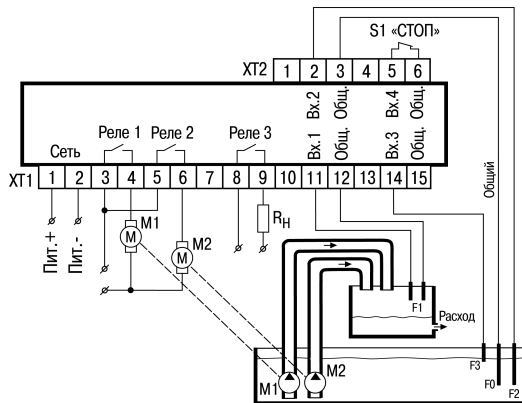 S1 «СТОП»
XT2 1 2 3 4 5 6
Вх.2 Общ. Вх.4 Общ.
Реле 1 Реле 2 Реле 3
Вх.1 Общ. Вх.3 Общ.
Сеть
XT1 1 2 3 4 5 6 7 8 9 10 11 12 13 14 15
Общий
Пит.+ Пит.-
M M1
RН
M M2
F1
Расход
F3
M1 M2
F0 F2